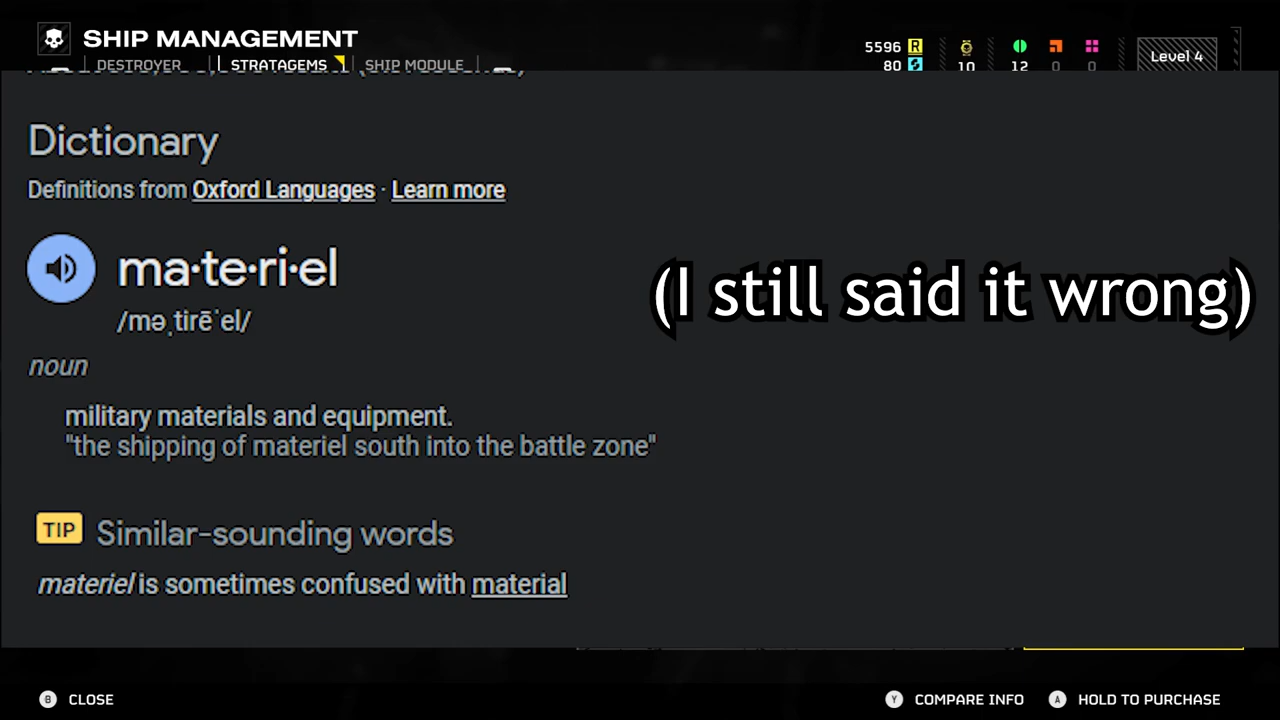 SHIP MANAGEMENT
DESTROYER STRATAGEMS SHIP MODULE
5596
80 10 12 0 0
Level 4
Dictionary
Definitions from Oxford Languages · Learn more
ma·te·ri·el
/məˌtirēˈel/
(I still said it wrong)
noun
military materials and equipment.
"the shipping of materiel south into the battle zone"
TIP Similar-sounding words
materiel is sometimes confused with material
B CLOSE
Y COMPARE INFO A HOLD TO PURCHASE